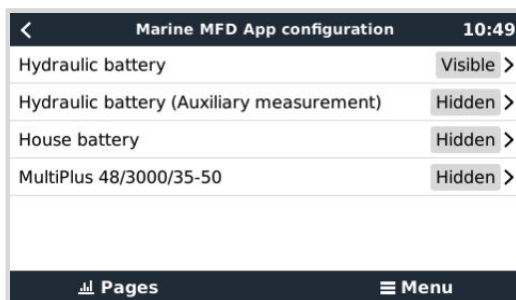 Marine MFD App configuration 10:49
Hydraulic battery Visible
Hydraulic battery (Auxiliary measurement) Hidden
House battery Hidden
MultiPlus 48/3000/35-50 Hidden
Pages Menu